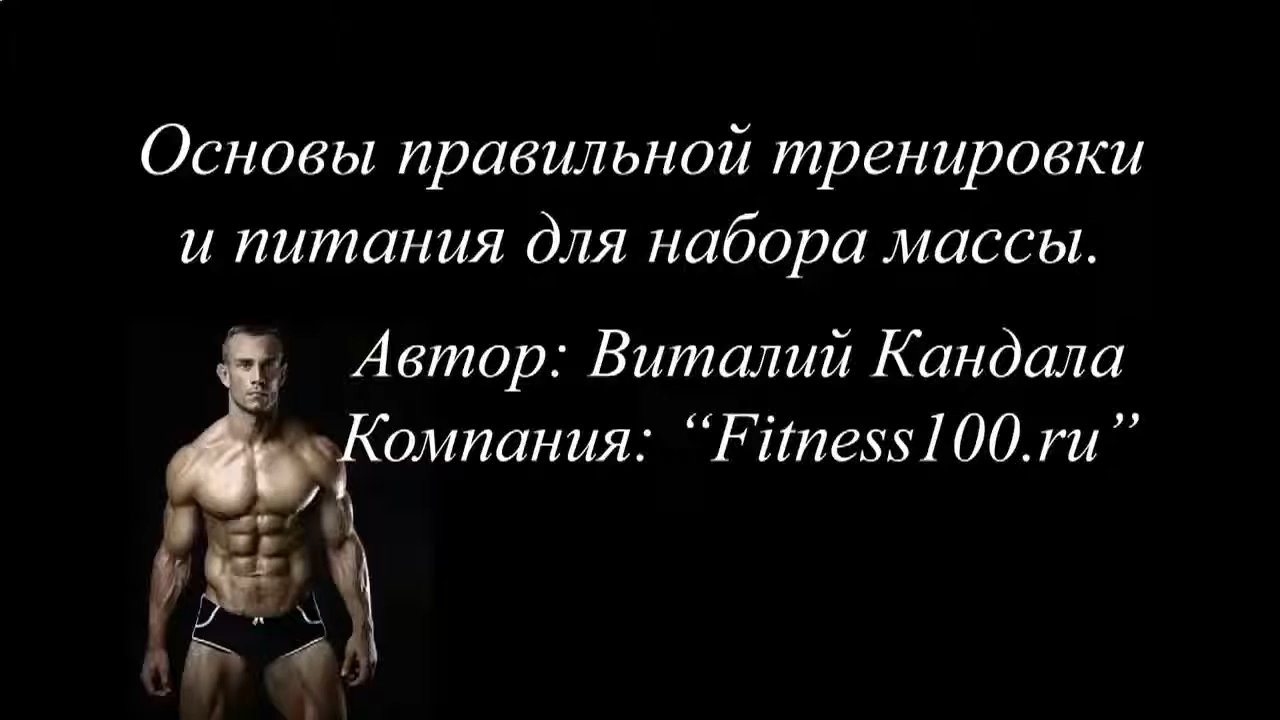 Основы правильной тренировки
и питания для набора массы.
Автор: Виталий Кандала
Компания: “Fitness100.ru”